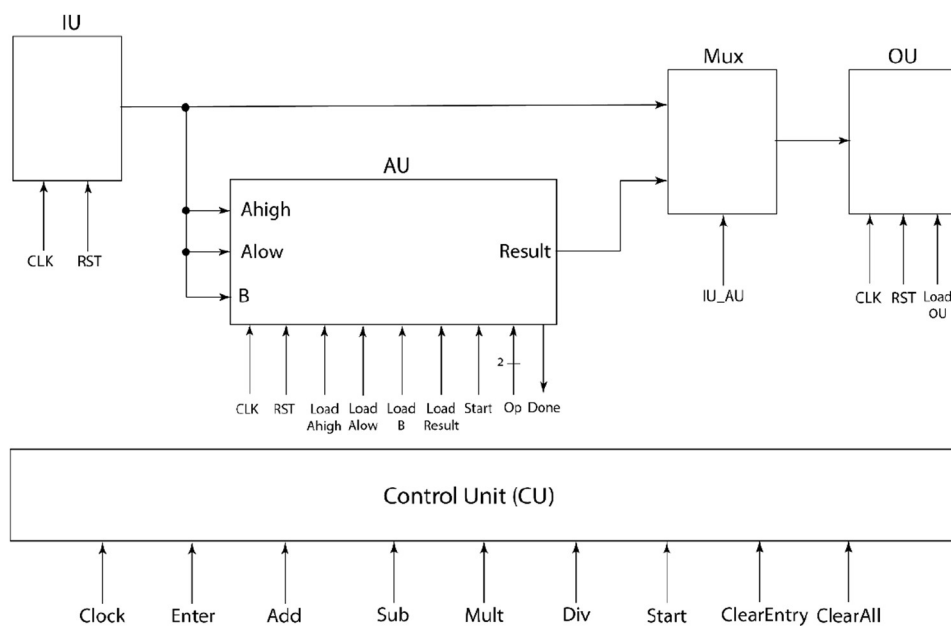 IU
Mux
OU
AU
Ahigh
Alow
Result
B
CLK
RST
IU_AU
CLK
RST
Load
OU
2
CLK
RST
Load
Ahigh
Load
Alow
Load
B
Load
Result
Start
Op
Done
Control Unit (CU)
Clock
Enter
Add
Sub
Mult
Div
Start
ClearEntry
ClearAll